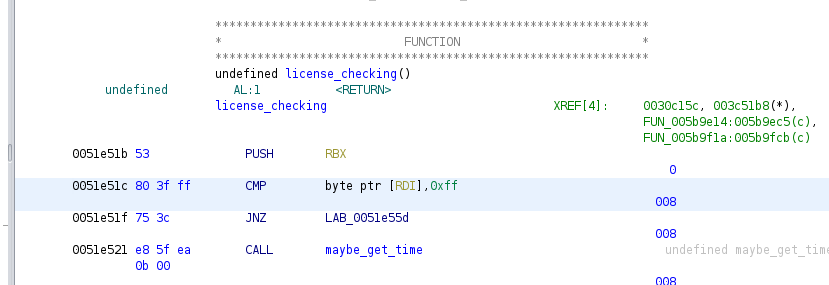 **************************************************************
* FUNCTION *
**************************************************************
undefined license_checking()
undefined AL:1 <RETURN>
license_checking XREF[4]: 0030c15c, 003c51b8(*),
FUN_005b9e14:005b9ec5(c),
FUN_005b9f1a:005b9fcb(c)
0051e51b 53 PUSH RBX
0
0051e51c 80 3f ff CMP byte ptr [RDI],0xff
008
0051e51f 75 3c JNZ LAB_0051e55d
008
0051e521 e8 5f ea CALL maybe_get_time undefined maybe_get_time
0b 00
008